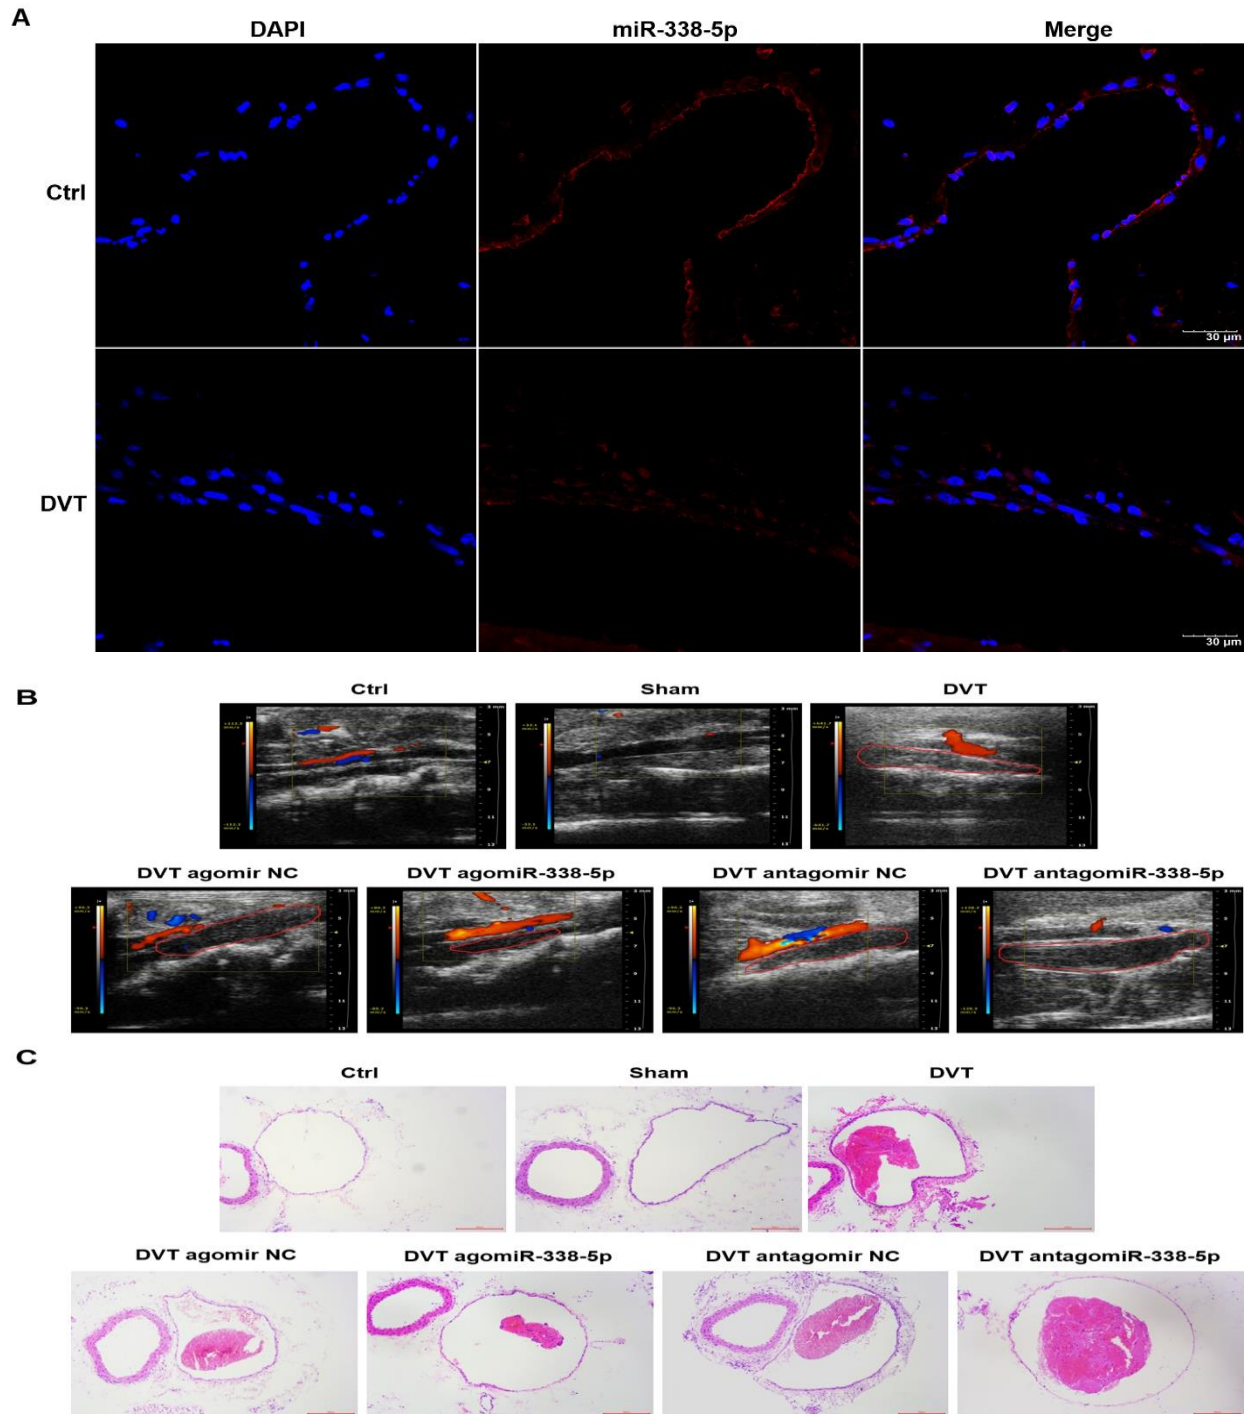 A
DAPI miR-338-5p Merge
Ctrl
30 µm
DVT
30 µm
B
Ctrl Sham DVT
DVT agomir NC DVT agomiR-338-5p DVT antagomir NC DVT antagomiR-338-5p
C
Ctrl Sham DVT
DVT agomir NC DVT agomiR-338-5p DVT antagomir NC DVT antagomiR-338-5p